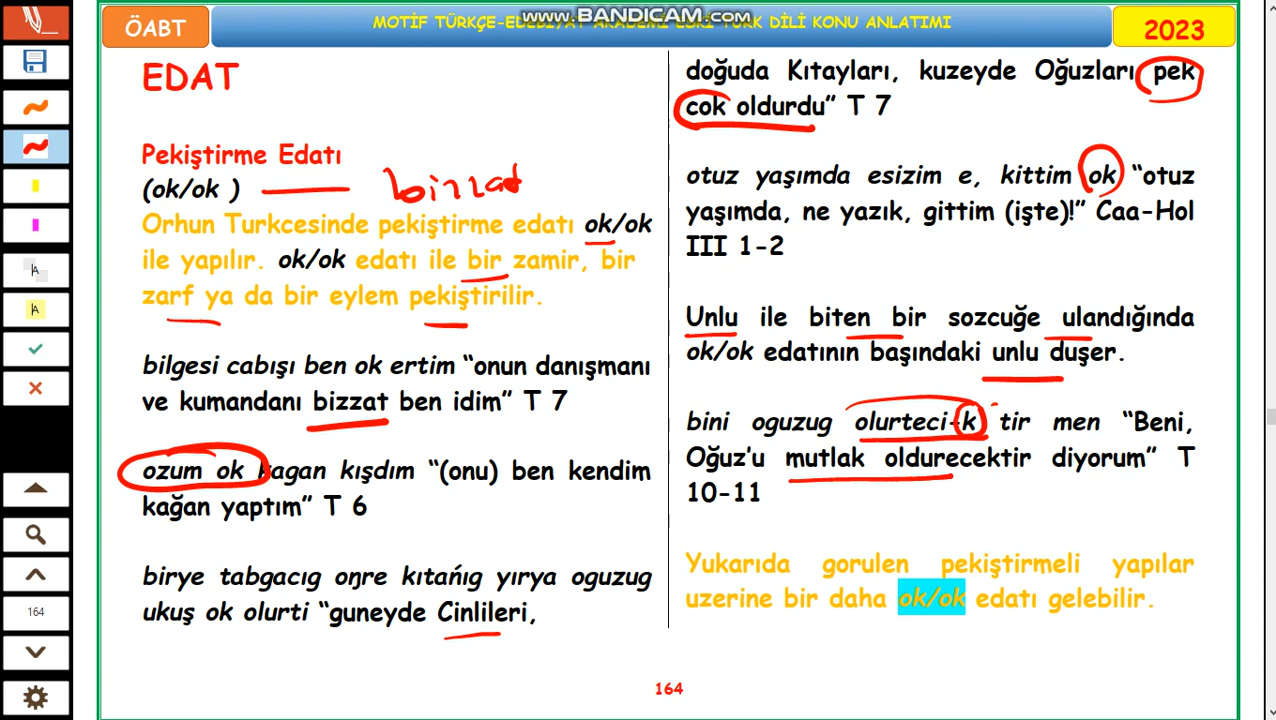 www.BANDICAM.com
ÖABT
MOTİF TÜRKÇE-EDEBİYAT AKADEMİ ESKİ TÜRK DİLİ KONU ANLATIMI
2023
EDAT
Pekiştirme Edatı
(ok/ok )
bizzat
Orhun Turkcesinde pekiştirme edatı ok/ok
ile yapılır. ok/ok edatı ile bir zamir, bir
zarf ya da bir eylem pekiştirilir.
bilgesi cabışı ben ok ertim “onun danışmanı
ve kumandanı bizzat ben idim” T 7
ozum ok kagan kışdım “(onu) ben kendim
kağan yaptım” T 6
birye tabgacıg oŋre kıtańıg yırya oguzug
ukuş ok olurti “guneyde Cinlileri,
doğuda Kıtayları, kuzeyde Oğuzları pek
cok oldurdu” T 7
otuz yaşımda esizim e, kittim ok “otuz
yaşımda, ne yazık, gittim (işte)!” Caa-Hol
III 1-2
Unlu ile biten bir sozcuğe ulandığında
ok/ok edatının başındaki unlu duşer.
bini oguzug olurteci-k tir men “Beni,
Oğuz’u mutlak oldurecektir diyorum” T
10-11
Yukarıda gorulen pekiştirmeli yapılar
uzerine bir daha ok/ok edatı gelebilir.
164
164